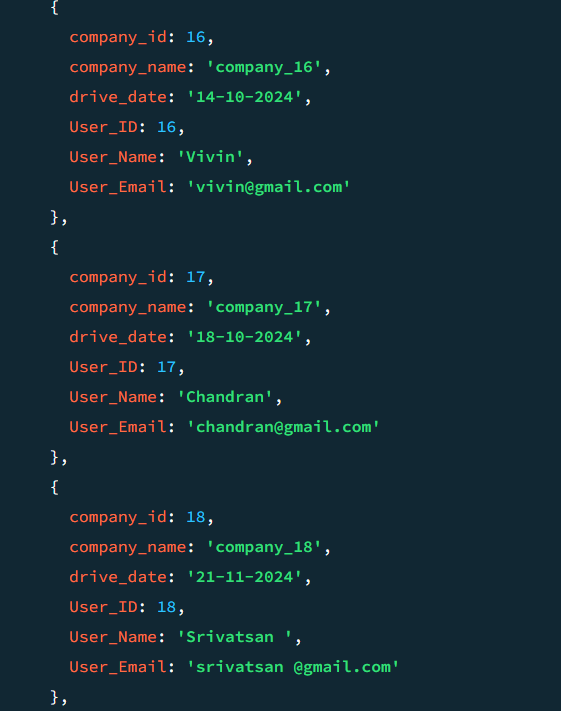 {
company_id: 16,
company_name: 'company_16',
drive_date: '14-10-2024',
User_ID: 16,
User_Name: 'Vivin',
User_Email: 'vivin@gmail.com'
},
{
company_id: 17,
company_name: 'company_17',
drive_date: '18-10-2024',
User_ID: 17,
User_Name: 'Chandran',
User_Email: 'chandran@gmail.com'
},
{
company_id: 18,
company_name: 'company_18',
drive_date: '21-11-2024',
User_ID: 18,
User_Name: 'Srivatsan ',
User_Email: 'srivatsan @gmail.com'
},